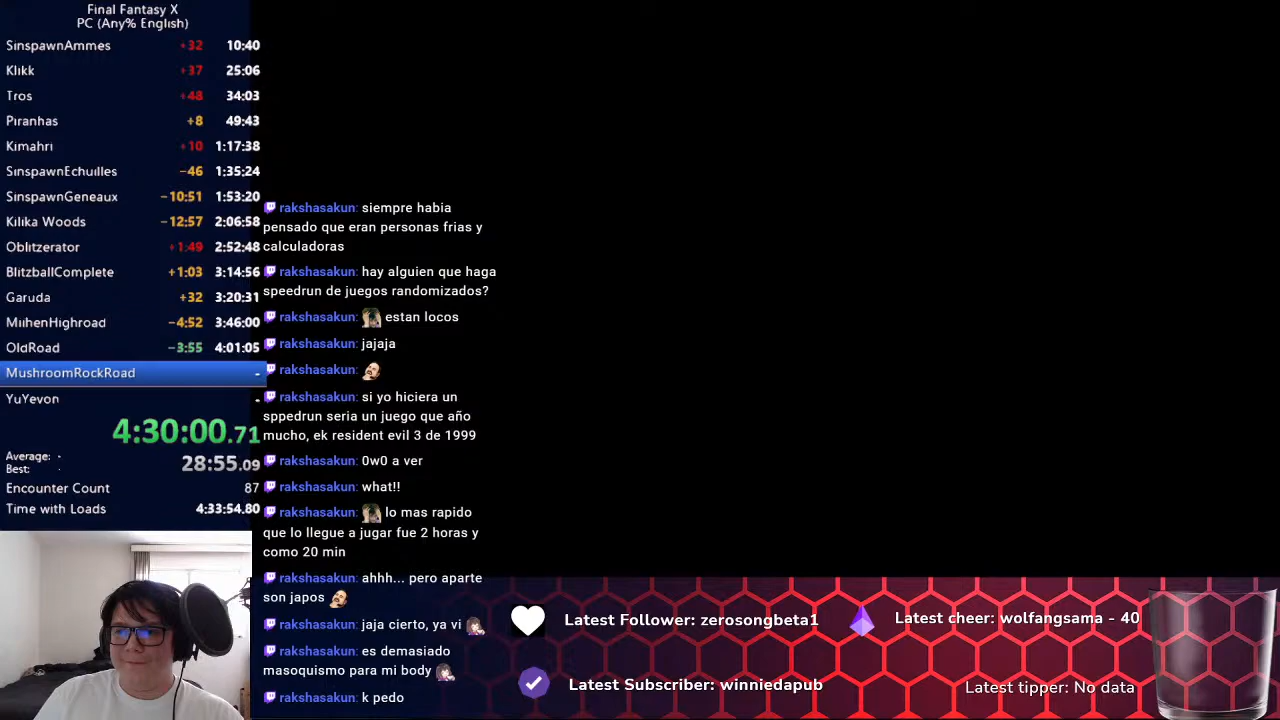 Final Fantasy X
PC (Any% English)
SinspawnAmmes +32 10:40
Klikk +37 25:06
Tros +48 34:03
Piranhas +8 49:43
Kimahri +10 1:17:38
SinspawnEchuilles −46 1:35:24
SinspawnGeneaux −10:51 1:53:20
Kilika Woods −12:57 2:06:58
Oblitzerator +1:49 2:52:48
BlitzballComplete +1:03 3:14:56
Garuda +32 3:20:31
MiihenHighroad −4:52 3:46:00
OldRoad −3:55 4:01:05
MushroomRockRoad -
YuYevon -
4:30:00.71
Average: -
Best: -
28:55.09
Encounter Count 87
Time with Loads 4:33:54.80
rakshasakun: siempre habia
pensado que eran personas frias y
calculadoras
rakshasakun: hay alguien que haga
speedrun de juegos randomizados?
rakshasakun: estan locos
rakshasakun: jajaja
rakshasakun:
rakshasakun: si yo hiciera un
sppedrun seria un juego que año
mucho, ek resident evil 3 de 1999
rakshasakun: 0w0 a ver
rakshasakun: what!!
rakshasakun: lo mas rapido
que lo llegue a jugar fue 2 horas y
como 20 min
rakshasakun: ahhh... pero aparte
son japos
rakshasakun: jaja cierto, ya vi
rakshasakun: es demasiado
masoquismo para mi body
rakshasakun: k pedo
Latest Follower: zerosongbeta1
Latest cheer: wolfangsama - 40
Latest Subscriber: winniedapub
Latest tipper: No data